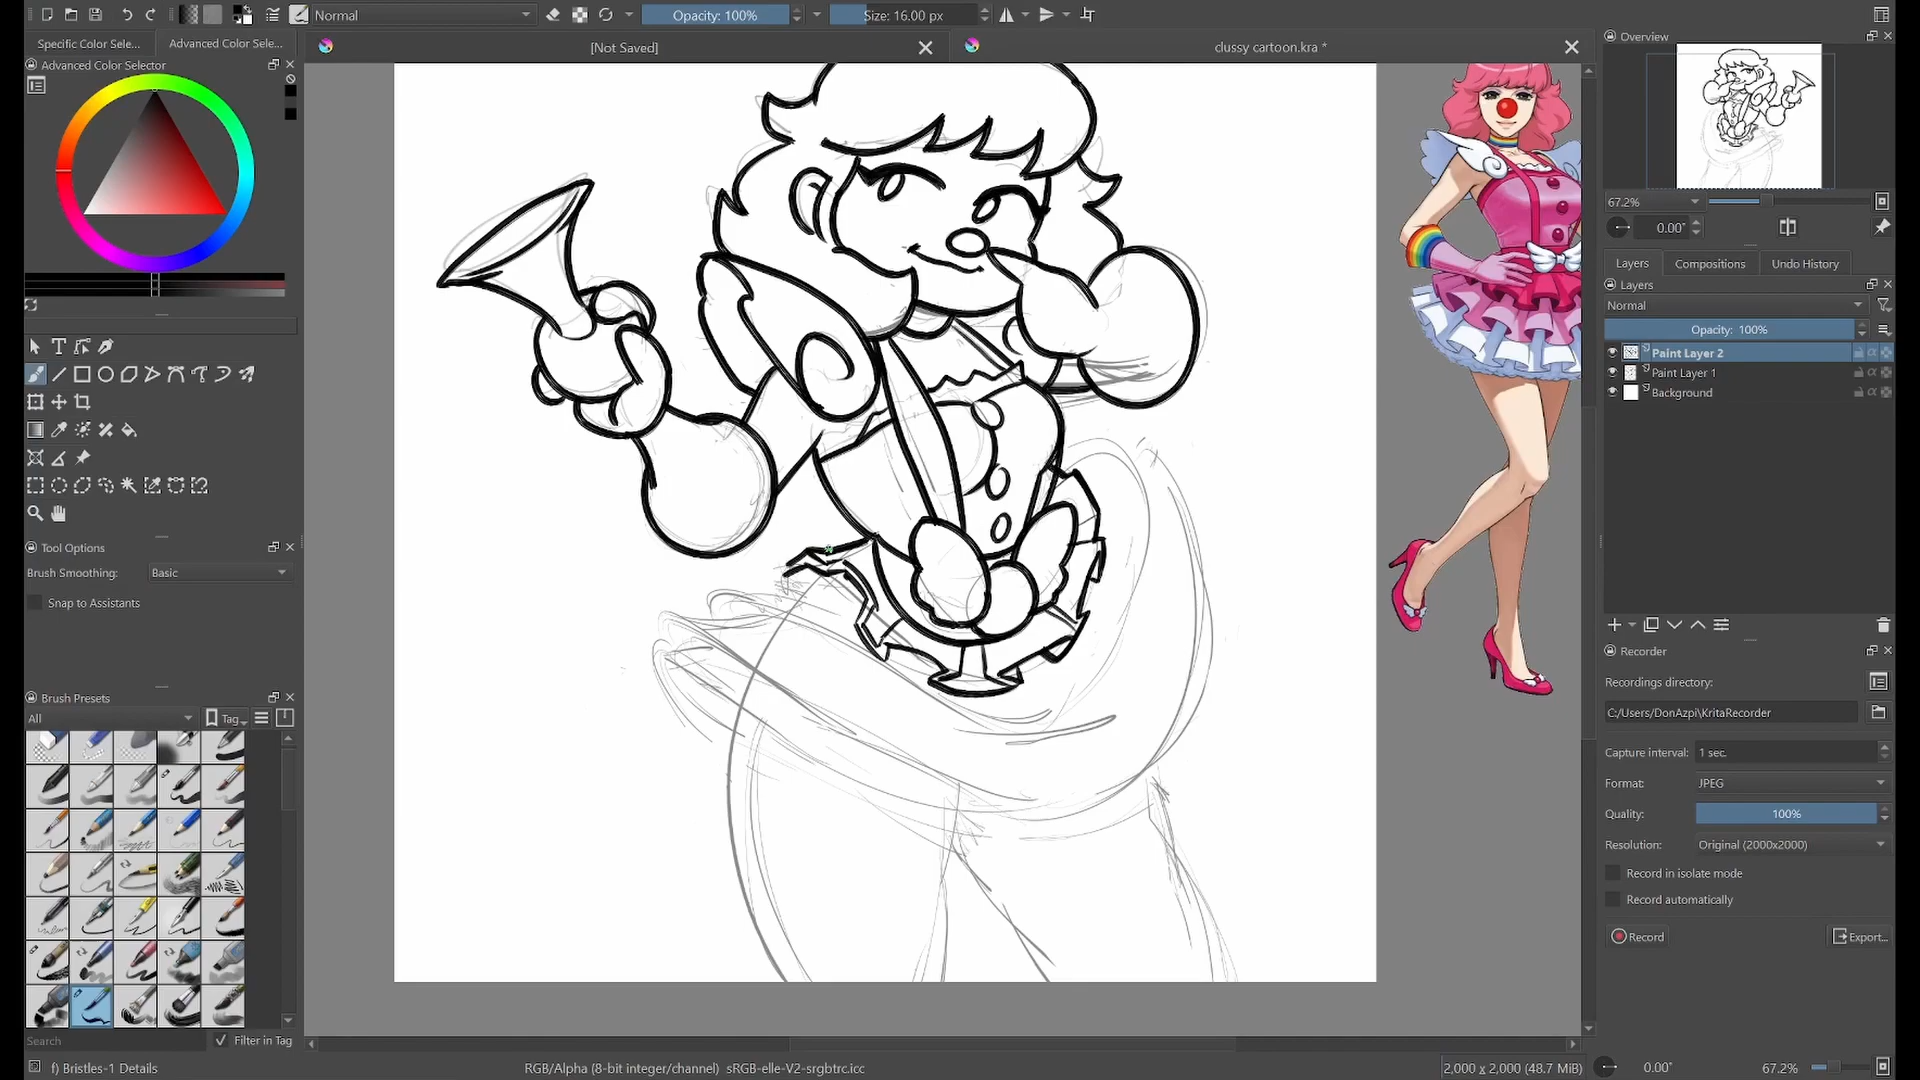 Normal
Opacity: 100%
Size: 16.00 px
Specific Color Sele...
Advanced Color Sele...
[Not Saved]
clussy cartoon.kra *
Overview
Advanced Color Selector
67.2%
0.00°
Layers
Compositions
Undo History
Layers
Normal
Opacity: 100%
Paint Layer 2
Paint Layer 1
Background
Tool Options
Brush Smoothing:
Basic
Snap to Assistants
Recorder
Recordings directory:
C:/Users/DonAzpi\KritaRecorder
Brush Presets
All
Tag
Capture interval:
1 sec.
Format:
JPEG
Quality:
100%
Resolution:
Original (2000x2000)
Record in isolate mode
Record automatically
Record
Export...
Search
Filter in Tag
f) Bristles-1 Details
RGB/Alpha (8-bit integer/channel) sRGB-elle-V2-srgbtrc.icc
2,000 x 2,000 (48.7 MiB)
0.00°
67.2%